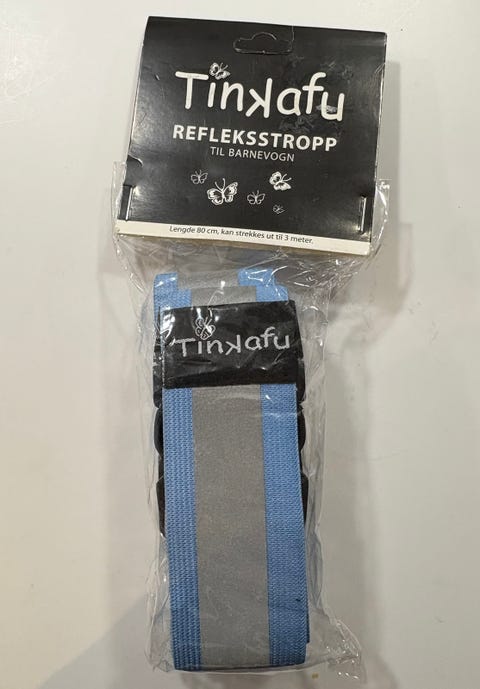 Tinkafu
REFLEKSSTROPP
TIL BARNEVOGN
Lengde 80 cm, kan strekkes ut til 3 meter.
Tinkafu